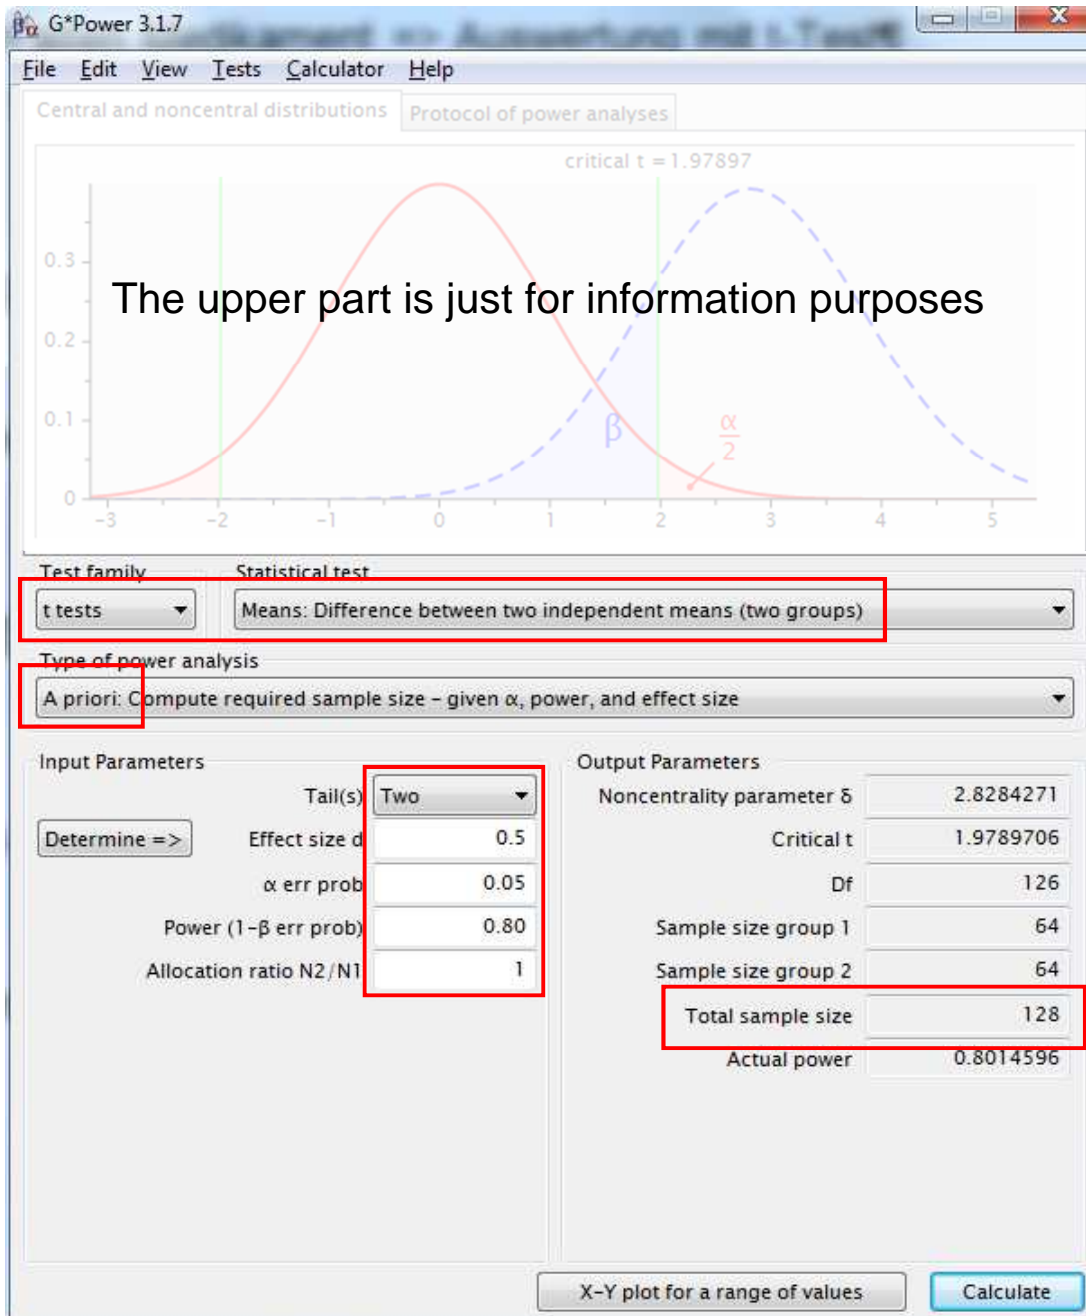 βα G*Power 3.1.7
=> Auswertung mit t-Test
File Edit View Tests Calculator Help
Central and noncentral distributions Protocol of power analyses
critical t = 1.97897
0.3
0.2
0.1
0
β
α
2
-3 -2 -1 0 1 2 3 4 5
The upper part is just for information purposes
Test family Statistical test
t tests Means: Difference between two independent means (two groups)
Type of power analysis
A priori: Compute required sample size – given α, power, and effect size
Input Parameters
Tail(s) Two
Determine => Effect size d 0.5
α err prob 0.05
Power (1-β err prob) 0.80
Allocation ratio N2/N1 1
Output Parameters
Noncentrality parameter δ 2.8284271
Critical t 1.9789706
Df 126
Sample size group 1 64
Sample size group 2 64
Total sample size 128
Actual power 0.8014596
X-Y plot for a range of values Calculate